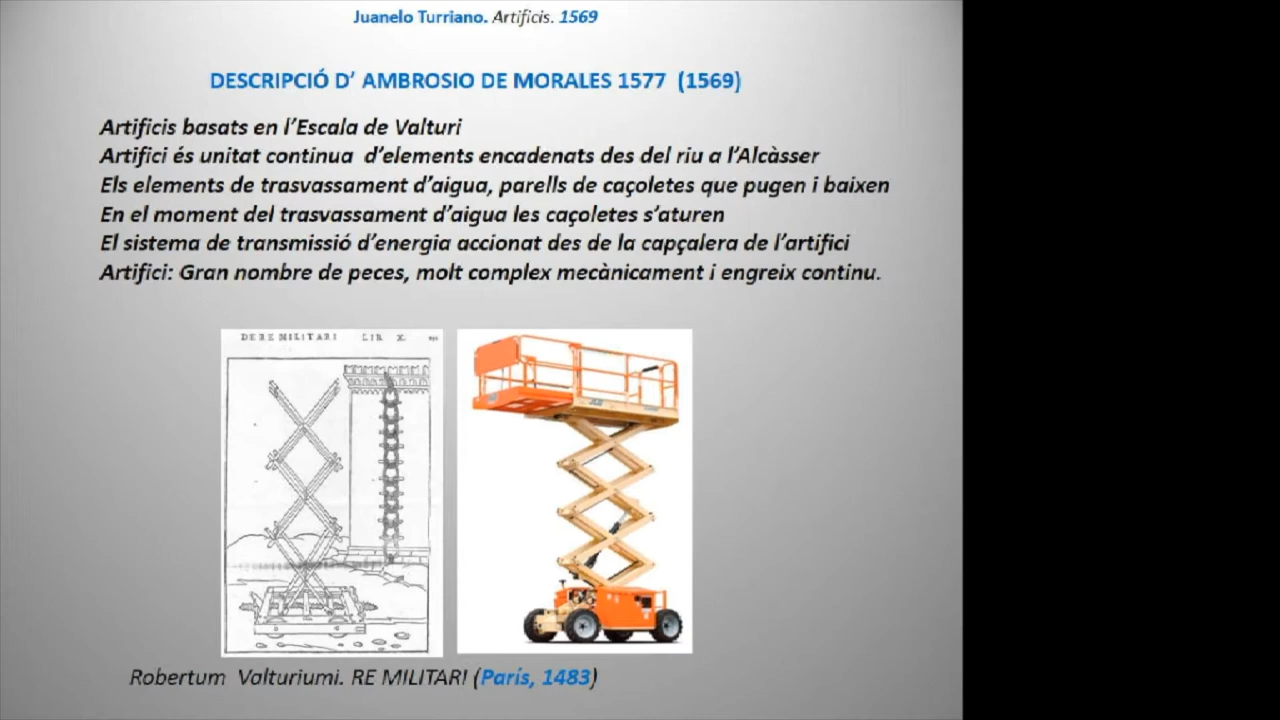 Juanelo Turriano. Artificis. 1569
DESCRIPCIÓ D’ AMBROSIO DE MORALES 1577 (1569)
Artificis basats en l’Escala de Valturi
Artifici és unitat continua d’elements encadenats des del riu a l’Alcàsser
Els elements de trasvassament d’aigua, parells de caçoletes que pugen i baixen
En el moment del trasvassament d’aigua les caçoletes s’aturen
El sistema de transmissió d’energia accionat des de la capçalera de l’artifici
Artifici: Gran nombre de peces, molt complex mecànicament i engreix continu.
DE RE MILITARI LIB. X.
Robertum Valturiumi. RE MILITARI (París, 1483)